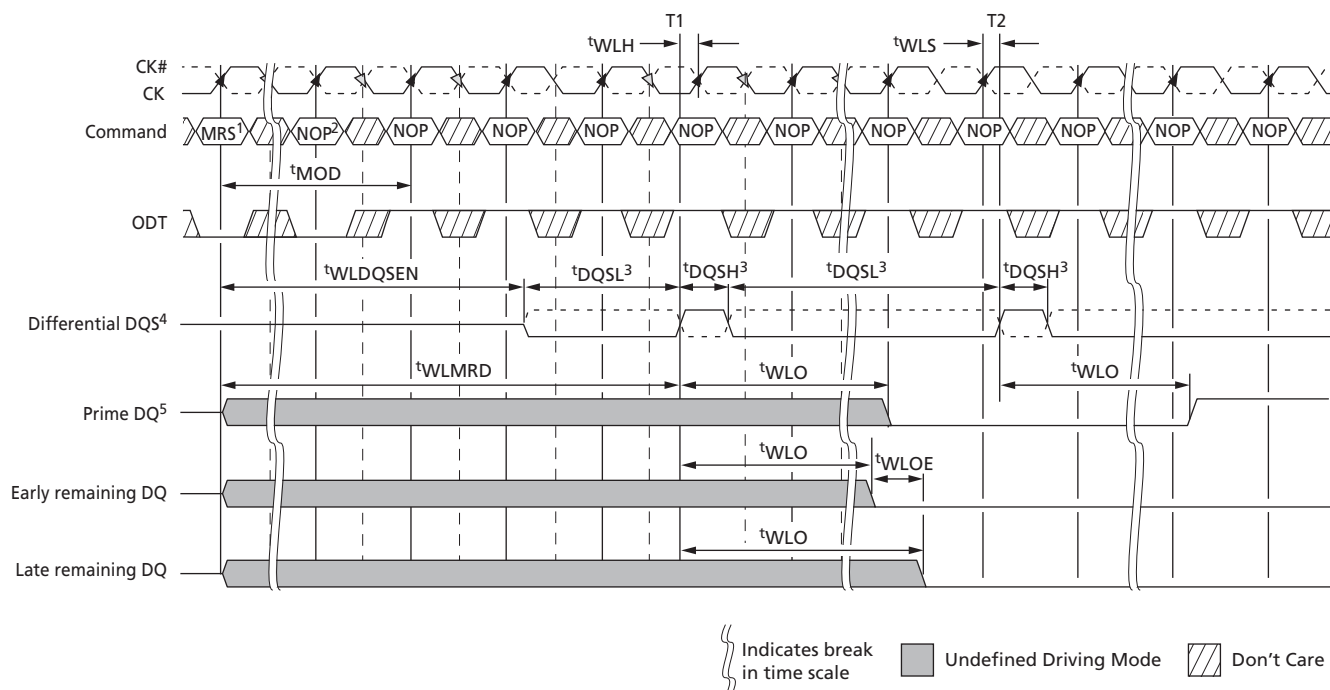 T1 T2
tWLH tWLS
CK#
CK
Command MRS1 NOP2 NOP NOP NOP NOP NOP NOP NOP NOP NOP NOP
tMOD
ODT
tWLDQSEN tDQSL3 tDQSH3 tDQSL3 tDQSH3
Differential DQS4
tWLMRD tWLO tWLO
Prime DQ5
tWLO tWLOE
Early remaining DQ
tWLO
Late remaining DQ
Indicates break
in time scale
Undefined Driving Mode
Don't Care